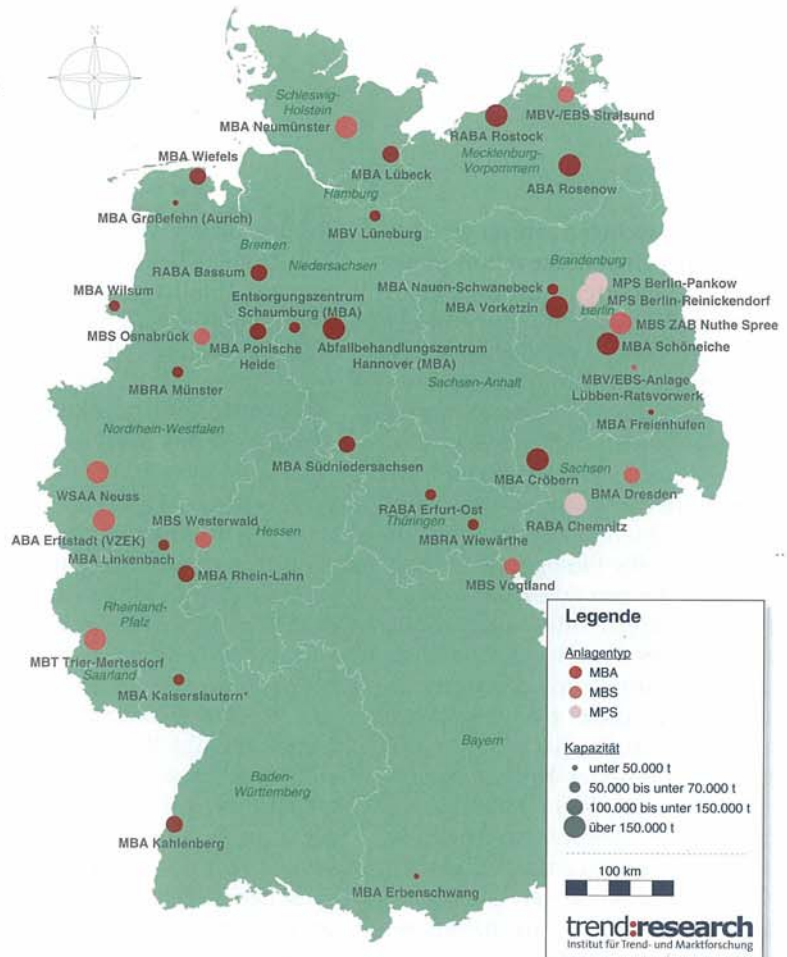 N
Schleswig-
Holstein
MBA Neumünster
RABA Rostock
MBV-/EBS Stralsund
Mecklenburg-
Vorpommern
MBA Wiefels
MBA Lübeck
ABA Rosenow
Hamburg
MBA Großefehn (Aurich)
MBV Lüneburg
Bremen
Niedersachsen
Brandenburg
RABA Bassum
MBA Nauen-Schwanebeck
MPS Berlin-Pankow
MBA Wilsum
Entsorgungszentrum
Schaumburg (MBA)
MPS Berlin-Reinickendorf
MBA Vorketzin
Berlin
MBS ZAB Nuthe Spree
MBS Osnabrück
MBA Pohlsche
Heide
Abfallbehandlungszentrum
Hannover (MBA)
MBA Schöneiche
MBRA Münster
Sachsen-Anhalt
MBV/EBS-Anlage
Lübben-Ratsvorwerk
MBA Freienhufen
Nordrhein-Westfalen
MBA Südniedersachsen
MBA Cröbern
Sachsen
WSAA Neuss
BMA Dresden
RABA Erfurt-Ost
Thüringen
RABA Chemnitz
MBS Westerwald
Hessen
MBRA Wiewärthe
ABA Erftstadt (VZEK)
MBA Linkenbach
MBA Rhein-Lahn
MBS Vogtland
Rheinland-
Pfalz
MBT Trier-Mertesdorf
Saarland
MBA Kaiserslautern*
Bayern
Baden-
Württemberg
MBA Kahlenberg
MBA Erbenschwang
Legende
Anlagentyp
MBA
MBS
MPS
Kapazität
unter 50.000 t
50.000 bis unter 70.000 t
100.000 bis unter 150.000 t
über 150.000 t
100 km
trend:research
Institut für Trend- und Marktforschung